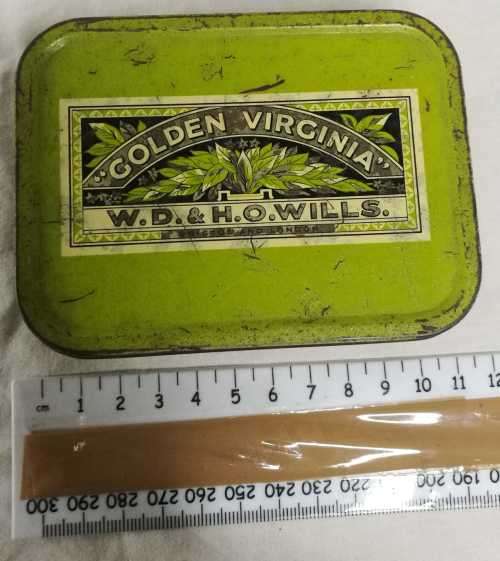 "GOLDEN VIRGINIA"
W.D. & H.O. WILLS.
BRISTOL AND LONDON
cm 1 2 3 4 5 6 7 8 9 10 11 12
300 290 280 270 260 250 240 230 220 210 200 190